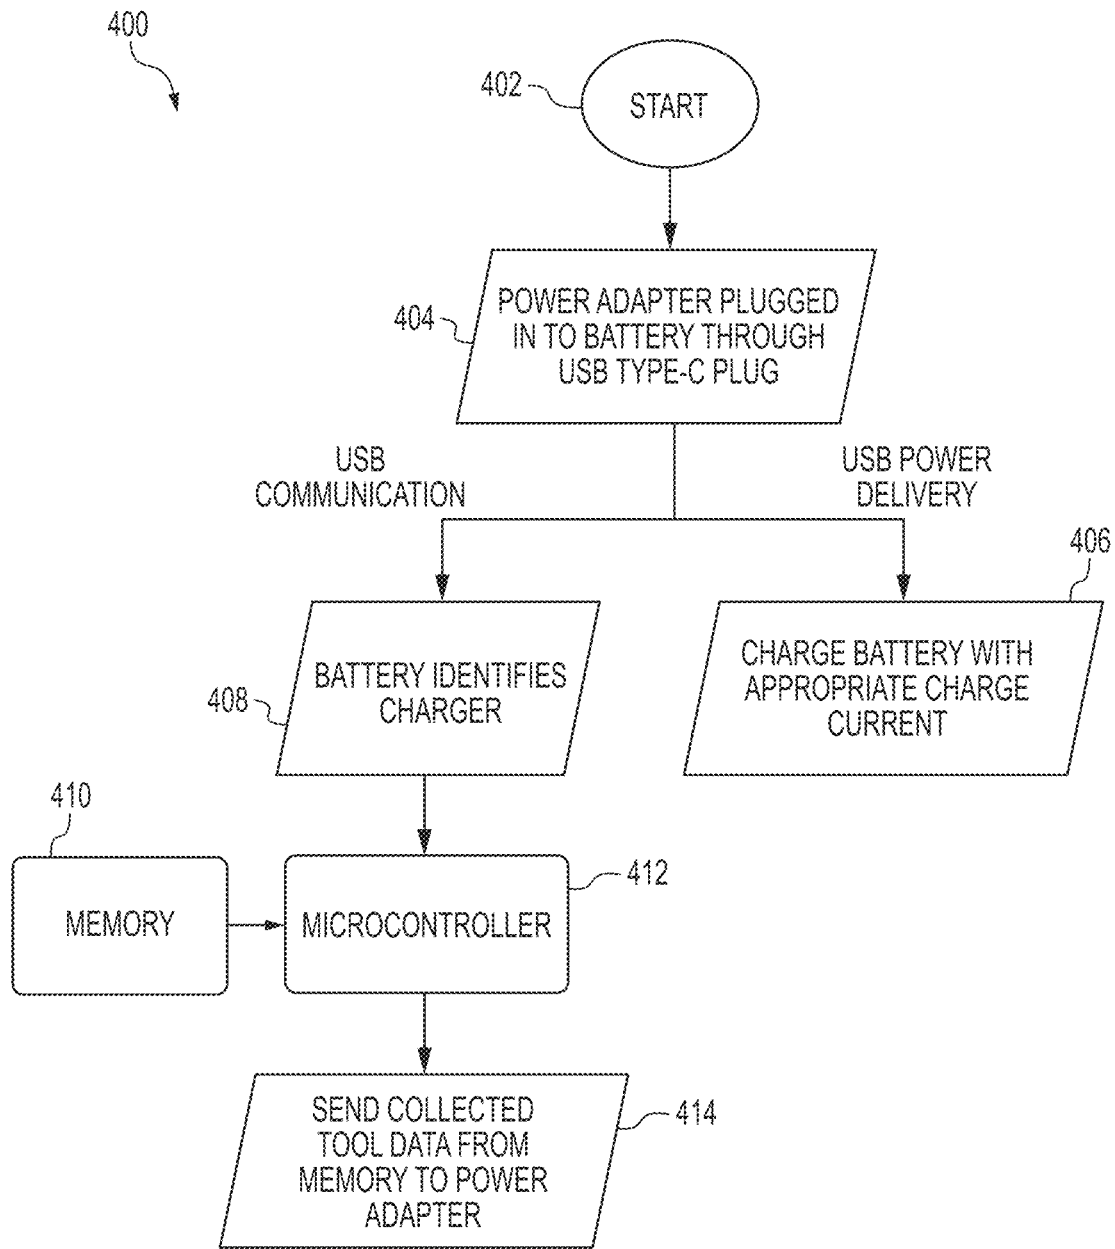 400
402
START
404
POWER ADAPTER PLUGGED
IN TO BATTERY THROUGH
USB TYPE-C PLUG
USB
COMMUNICATION
USB POWER
DELIVERY
406
408
BATTERY IDENTIFIES
CHARGER
CHARGE BATTERY WITH
APPROPRIATE CHARGE
CURRENT
410
MEMORY
412
MICROCONTROLLER
SEND COLLECTED
TOOL DATA FROM
MEMORY TO POWER
ADAPTER
414